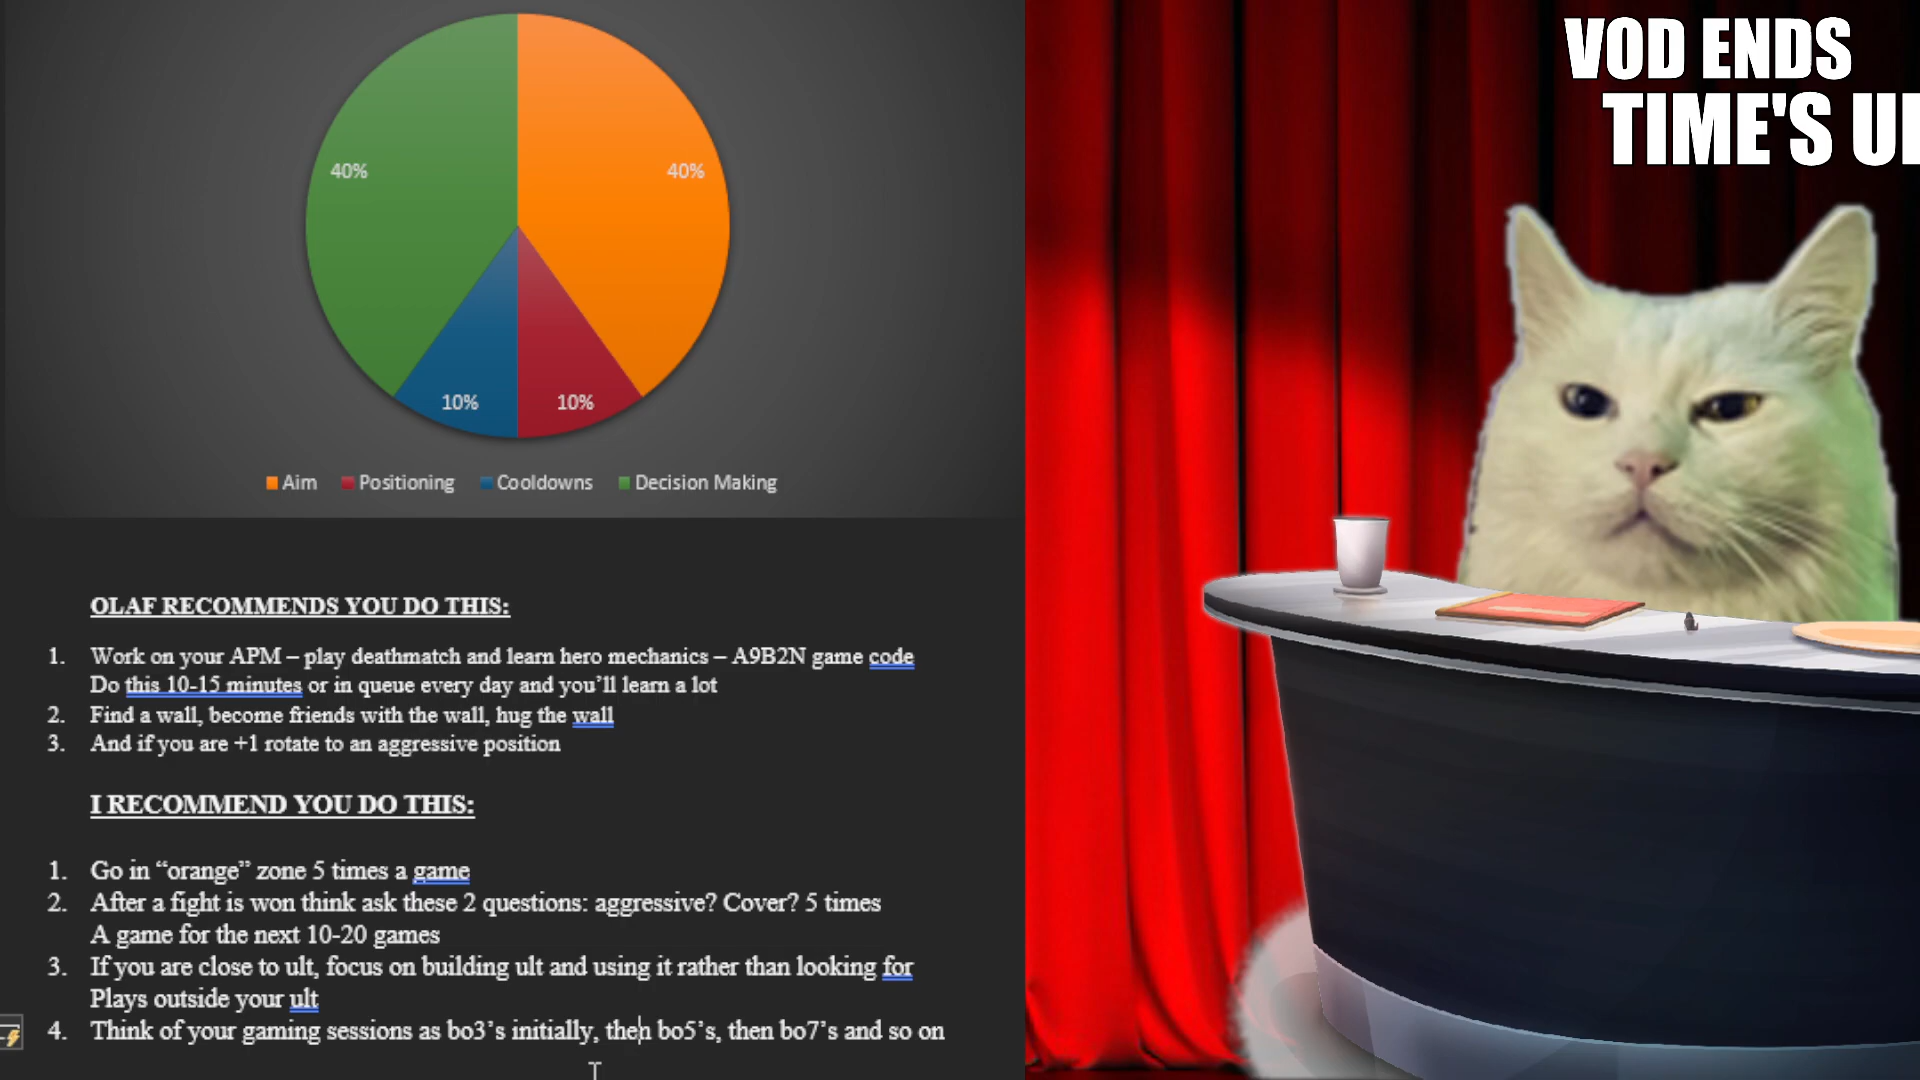 40%
40%
10%
10%
Aim
Positioning
Cooldowns
Decision Making
OLAF RECOMMENDS YOU DO THIS:
1. Work on your APM – play deathmatch and learn hero mechanics – A9B2N game code
Do this 10-15 minutes or in queue every day and you’ll learn a lot
2. Find a wall, become friends with the wall, hug the wall
3. And if you are +1 rotate to an aggressive position
I RECOMMEND YOU DO THIS:
1. Go in “orange” zone 5 times a game
2. After a fight is won think ask these 2 questions: aggressive? Cover? 5 times
A game for the next 10-20 games
3. If you are close to ult, focus on building ult and using it rather than looking for
Plays outside your ult
4. Think of your gaming sessions as bo3’s initially, then bo5’s, then bo7’s and so on
VOD ENDS
TIME'S